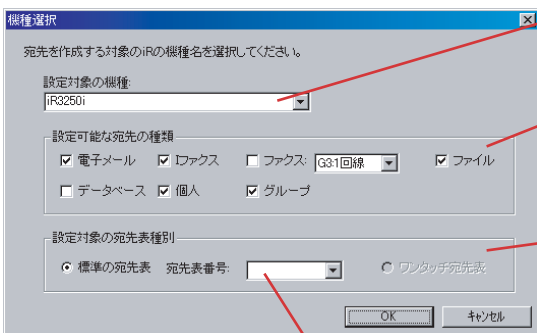 機種選択
宛先を作成する対象のiRの機種名を選択してください。
設定対象の機種:
iR3250i
設定可能な宛先の種類
電子メール Iファクス ファクス: G3:1回線 ファイル
データベース 個人 グループ
設定対象の宛先表種別
標準の宛先表 宛先表番号: ワンタッチ宛先表
OK キャンセル